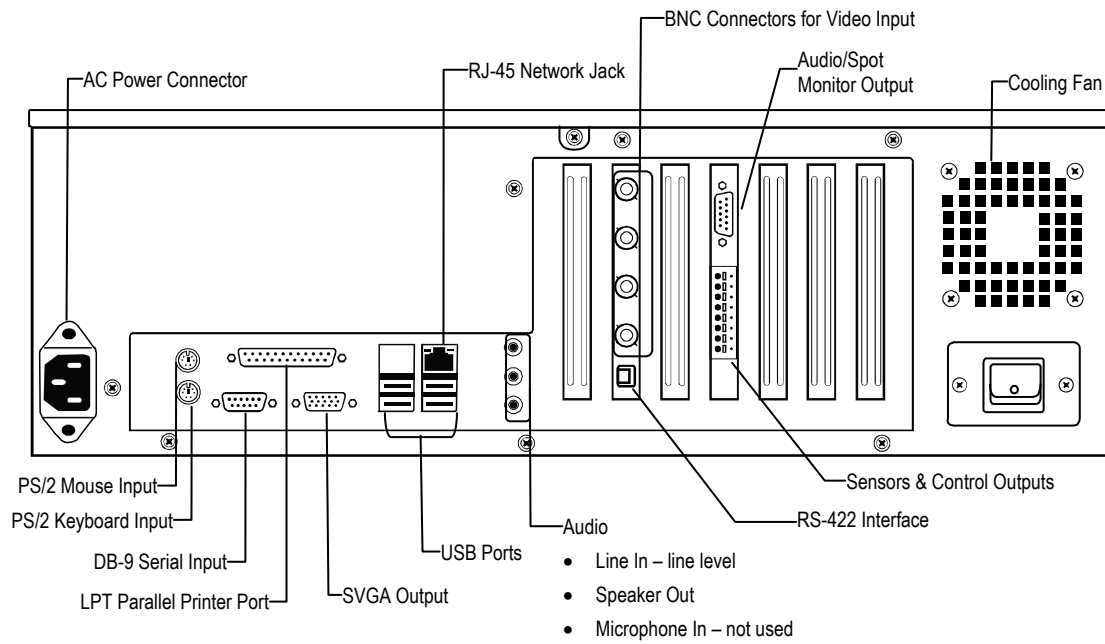 BNC Connectors for Video Input
AC Power Connector
RJ-45 Network Jack
Audio/Spot
Monitor Output
Cooling Fan
PS/2 Mouse Input
PS/2 Keyboard Input
DB-9 Serial Input
LPT Parallel Printer Port
SVGA Output
USB Ports
Audio
• Line In – line level
• Speaker Out
• Microphone In – not used
RS-422 Interface
Sensors & Control Outputs